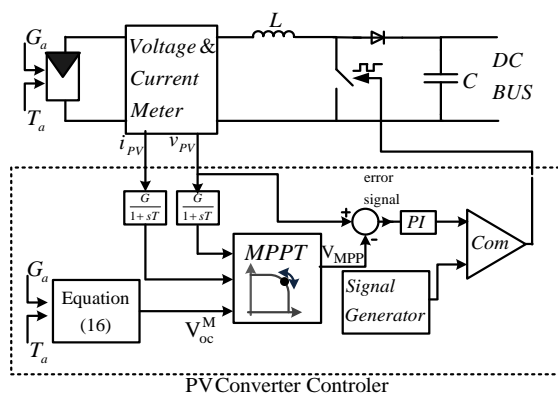 G_a
T_a
Voltage &
Current
Meter
L
C
DC
BUS
i_PV
v_PV
G
1+sT
G
1+sT
error
signal
+
-
PI
Com
MPPT
V_MPP
G_a
T_a
Equation
(16)
V_oc^M
Signal
Generator
PV Converter Controler